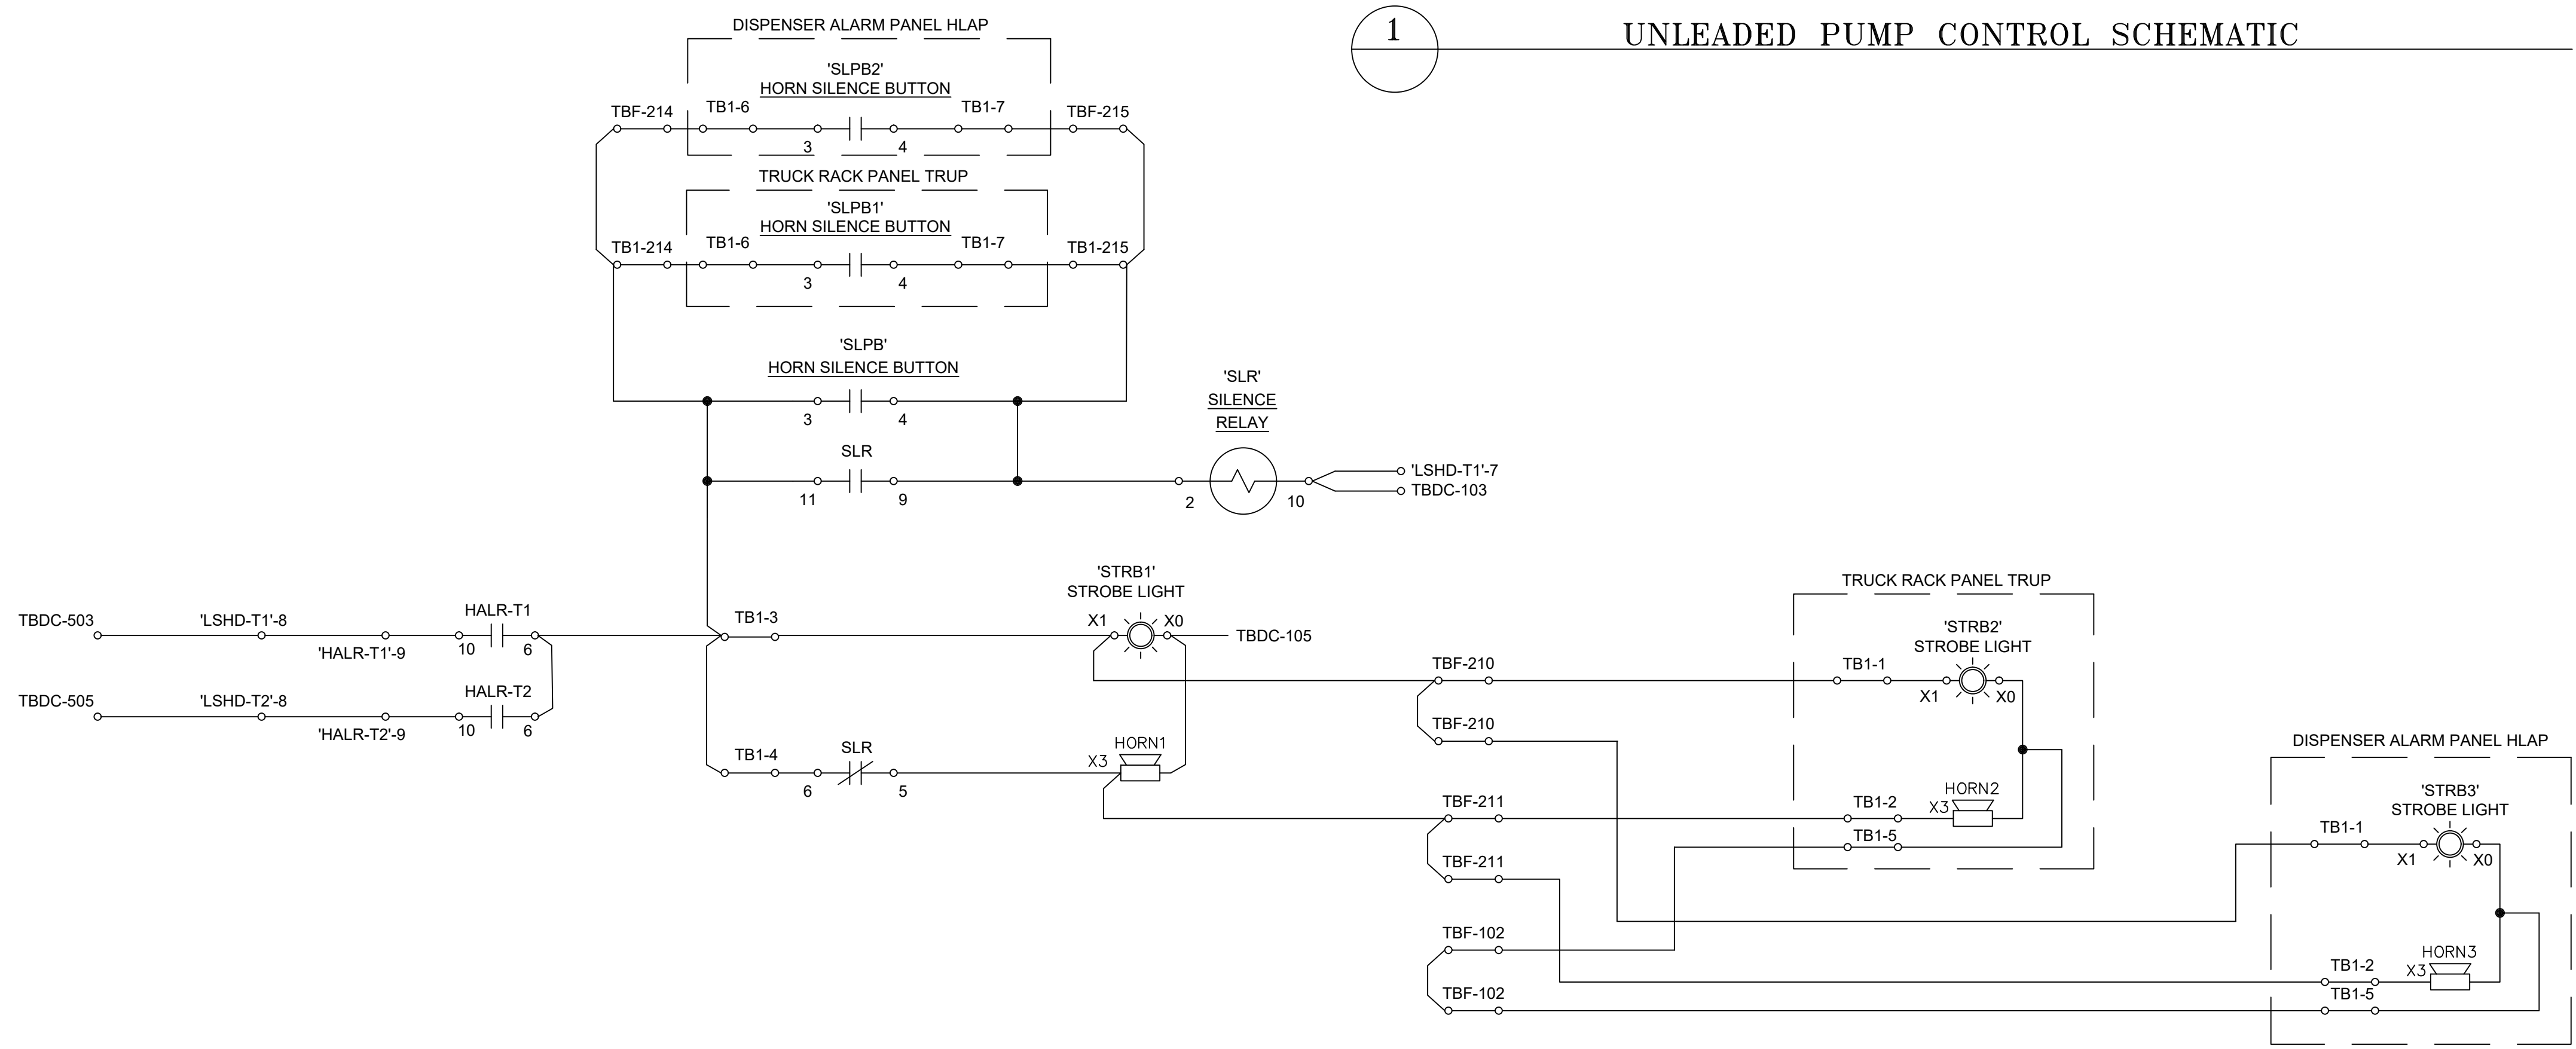 1
UNLEADED PUMP CONTROL SCHEMATIC
DISPENSER ALARM PANEL HLAP
'SLPB2'
HORN SILENCE BUTTON
TBF-214 TB1-6 TB1-7 TBF-215
3 4
TRUCK RACK PANEL TRUP
'SLPB1'
HORN SILENCE BUTTON
TB1-214 TB1-6 TB1-7 TB1-215
3 4
'SLPB'
HORN SILENCE BUTTON
3 4
'SLR'
SILENCE
RELAY
SLR
11 9
2 10
'LSHD-T1'-7
TBDC-103
'STRB1'
STROBE LIGHT
TBDC-503 'LSHD-T1'-8 HALR-T1 TB1-3 X1 X0 TBDC-105
'HALR-T1'-9 10 6
TBDC-505 'LSHD-T2'-8 HALR-T2
'HALR-T2'-9 10 6
TB1-4 SLR X3 HORN1
6 5
TRUCK RACK PANEL TRUP
'STRB2'
STROBE LIGHT
TBF-210 TB1-1
X1 X0
TBF-210
TBF-211 TB1-2 X3 HORN2
TB1-5
TBF-211
DISPENSER ALARM PANEL HLAP
'STRB3'
STROBE LIGHT
TB1-1
X1 X0
TBF-102
TB1-2 X3 HORN3
TBF-102 TB1-5